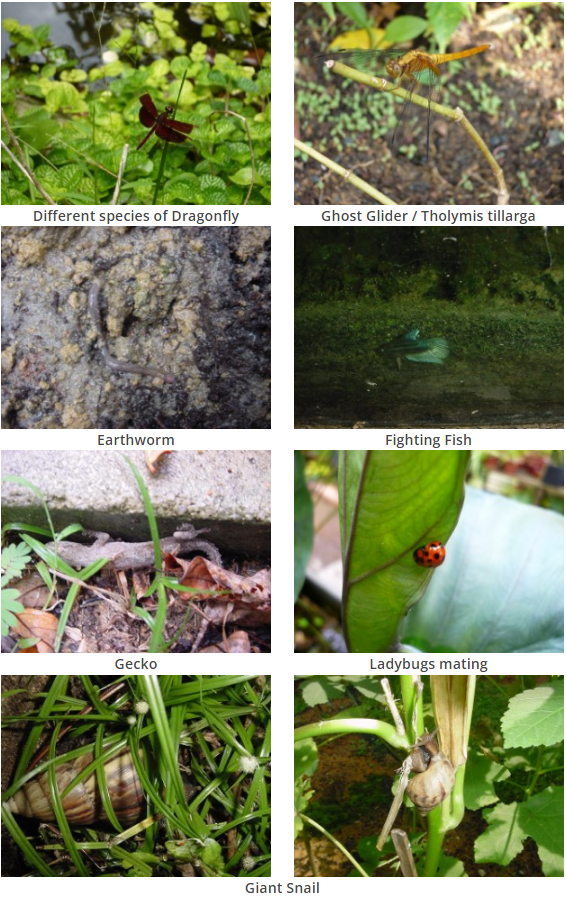 Different species of Dragonfly
Ghost Glider / Tholymis tillarga
Earthworm
Fighting Fish
Gecko
Ladybugs mating
Giant Snail